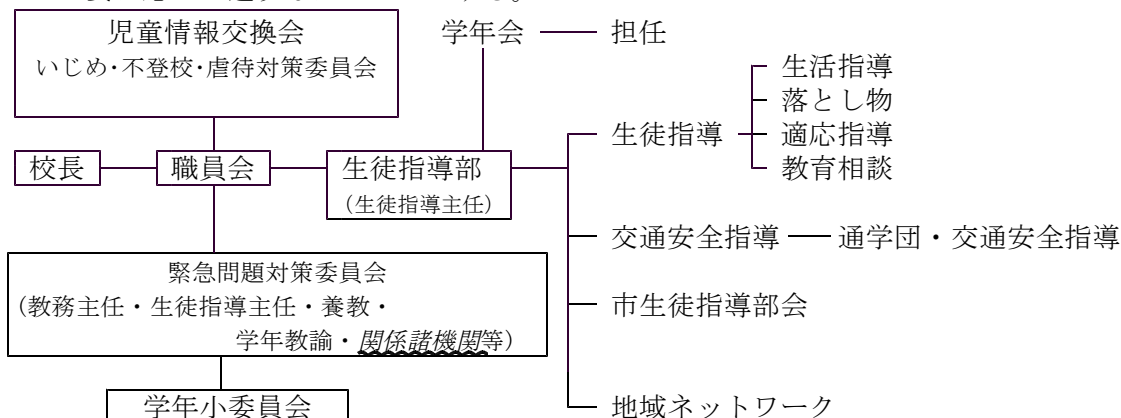 児童情報交換会
いじめ・不登校・虐待対策委員会
学年会
担任
生活指導
落とし物
生徒指導
適応指導
教育相談
校長
職員会
生徒指導部
(生徒指導主任)
交通安全指導
通学団・交通安全指導
緊急問題対策委員会
(教務主任・生徒指導主任・養教・
学年教諭・関係諸機関等)
市生徒指導部会
学年小委員会
地域ネットワーク